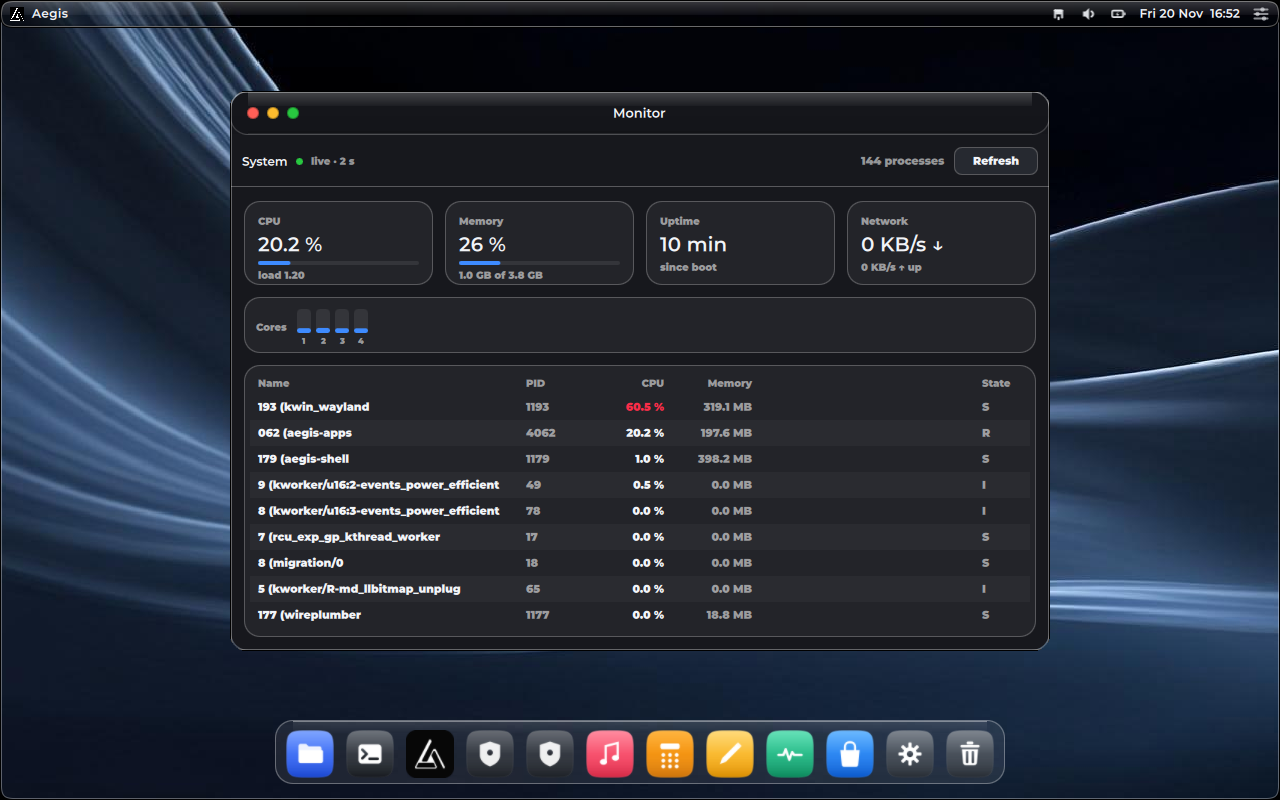 Aegis
Fri 20 Nov 16:52
Monitor
System live · 2 s
144 processes Refresh
CPU
20.2 %
load 1.20
Memory
26 %
1.0 GB of 3.8 GB
Uptime
10 min
since boot
Network
0 KB/s ↓
0 KB/s ↑ up
Cores
1 2 3 4
Name PID CPU Memory State
193 (kwin_wayland 1193 60.5 % 319.1 MB S
062 (aegis-apps 4062 20.2 % 197.6 MB R
179 (aegis-shell 1179 1.0 % 398.2 MB S
9 (kworker/u16:2-events_power_efficient 49 0.5 % 0.0 MB I
8 (kworker/u16:3-events_power_efficient 78 0.0 % 0.0 MB I
7 (rcu_exp_gp_kthread_worker 17 0.0 % 0.0 MB S
8 (migration/0 18 0.0 % 0.0 MB S
5 (kworker/R-md_llbitmap_unplug 65 0.0 % 0.0 MB I
177 (wireplumber 1177 0.0 % 18.8 MB S